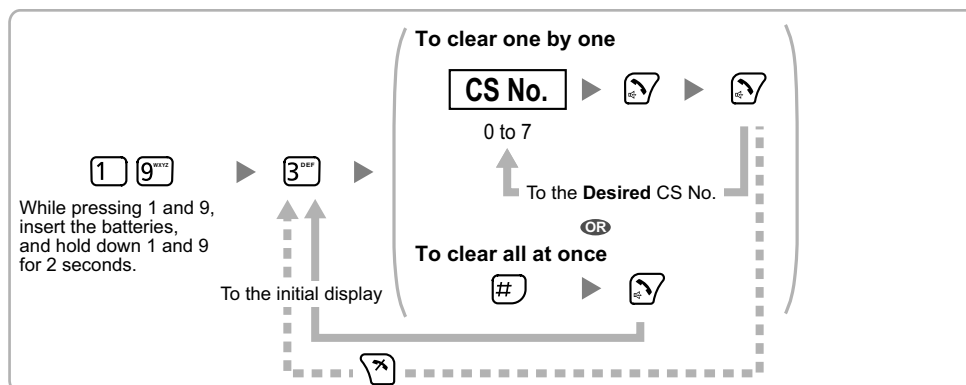 To clear one by one
CS No.
0 to 7
To the Desired CS No.
1 9WXYZ 3DEF
While pressing 1 and 9,
insert the batteries,
and hold down 1 and 9
for 2 seconds.
OR
To clear all at once
#
To the initial display